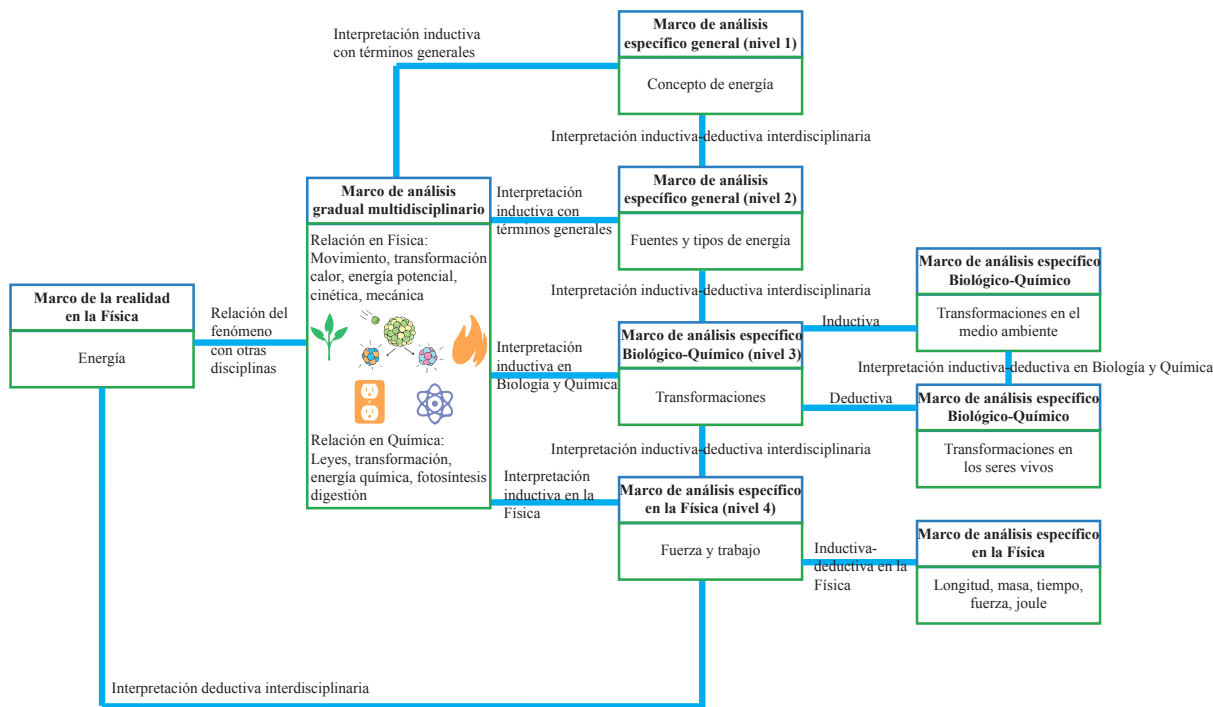 Marco de la realidad
en la Física
Energía
Relación del
fenómeno
con otras
disciplinas
Interpretación inductiva
con términos generales
Marco de análisis
gradual multidisciplinario
Relación en Física:
Movimiento, transformación
calor, energía potencial,
cinética, mecánica
Relación en Química:
Leyes, transformación,
energía química, fotosíntesis
digestión
Interpretación
inductiva con
términos generales
Interpretación
inductiva en
Biología y Química
Interpretación
inductiva en la
Física
Marco de análisis
específico general (nivel 1)
Concepto de energía
Interpretación inductiva-deductiva interdisciplinaria
Marco de análisis
específico general (nivel 2)
Fuentes y tipos de energía
Interpretación inductiva-deductiva interdisciplinaria
Marco de análisis específico
Biológico-Químico (nivel 3)
Transformaciones
Interpretación inductiva-deductiva interdisciplinaria
Marco de análisis específico
en la Física (nivel 4)
Fuerza y trabajo
Inductiva
Deductiva
Marco de análisis específico
Biológico-Químico
Transformaciones en el
medio ambiente
Interpretación inductiva-deductiva en Biología y Química
Marco de análisis específico
Biológico-Químico
Transformaciones en
los seres vivos
Inductiva-
deductiva en la
Física
Marco de análisis específico
en la Física
Longitud, masa, tiempo,
fuerza, joule
Interpretación deductiva interdisciplinaria